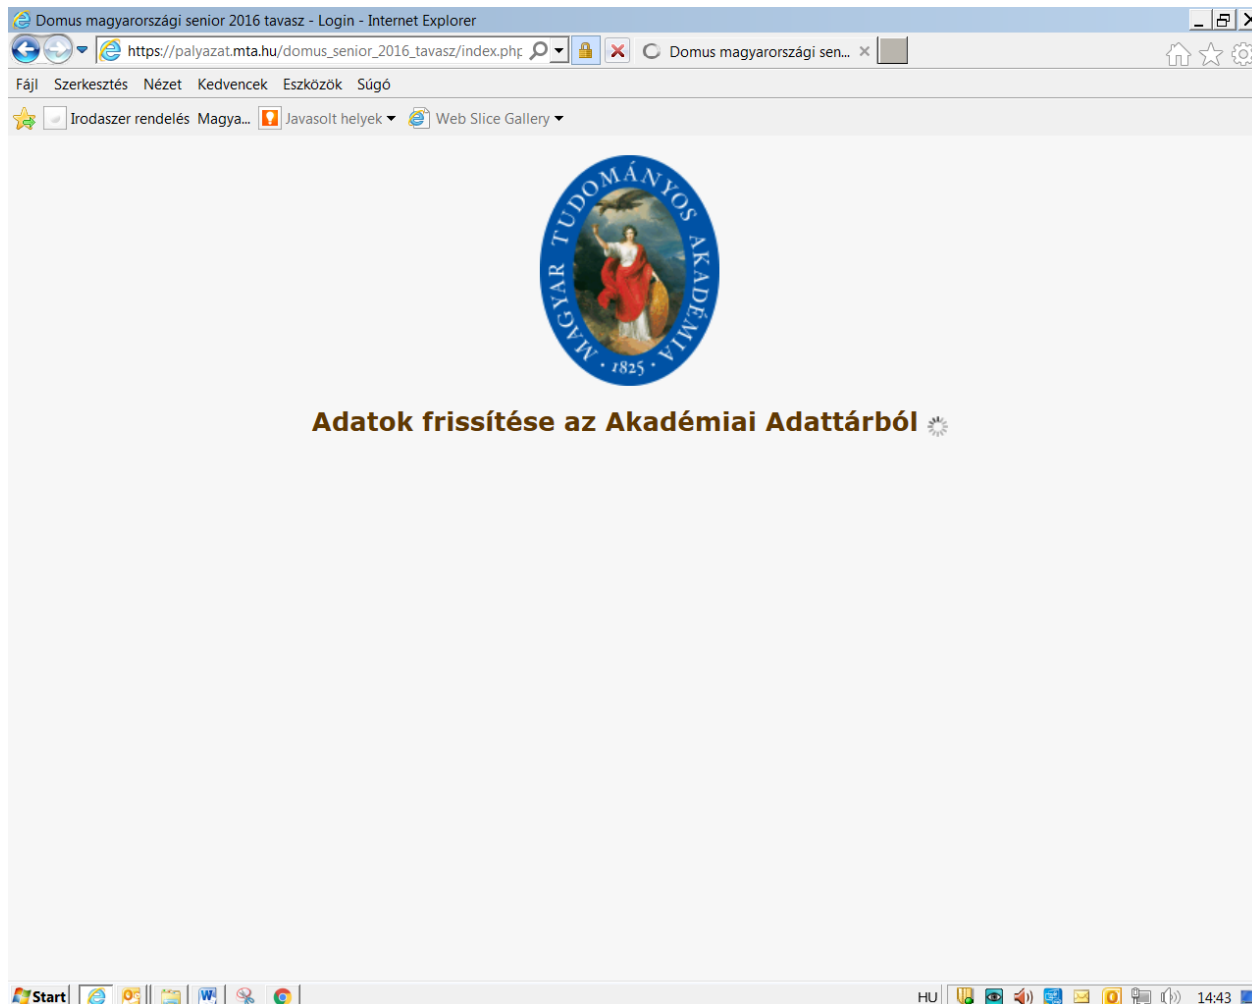 Domus magyarországi senior 2016 tavasz - Login - Internet Explorer
https://palyazat.mta.hu/domus_senior_2016_tavasz/index.php
Domus magyarországi sen...
Fájl Szerkesztés Nézet Kedvencek Eszközök Súgó
Irodaszer rendelés Magya... Javasolt helyek Web Slice Gallery
MAGYAR TUDOMÁNYOS AKADÉMIA
· 1825 ·
Adatok frissítése az Akadémiai Adattárból
Start HU 14:43